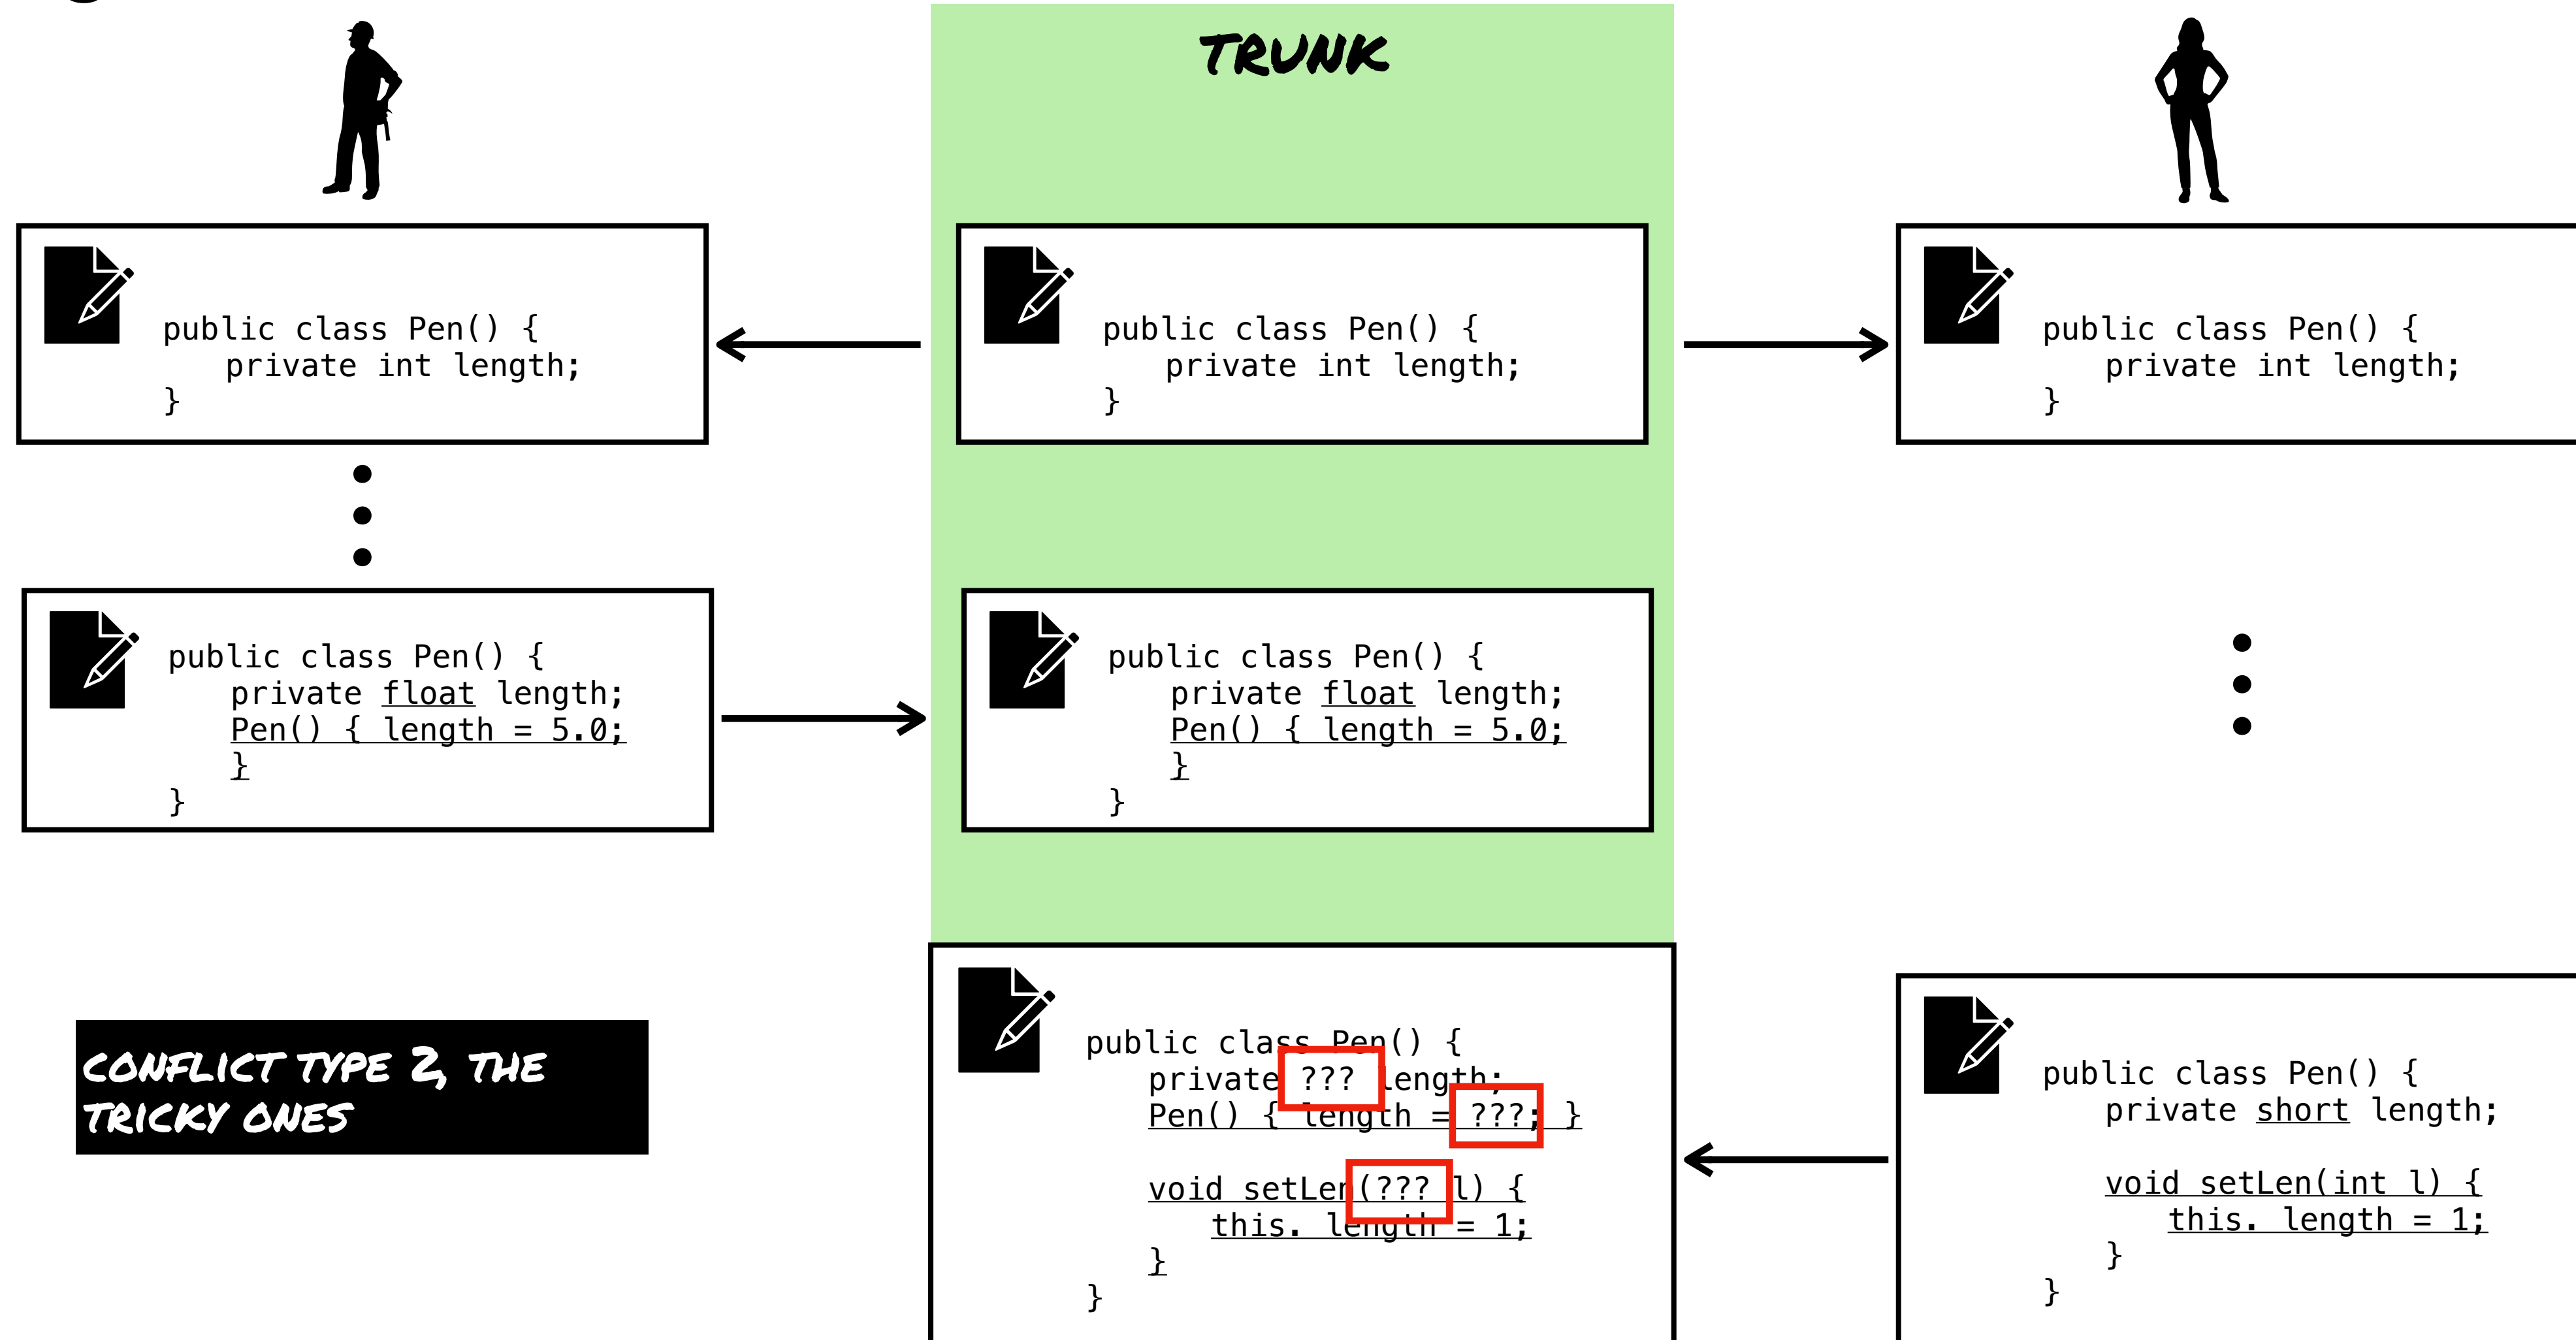 TRUNK
public class Pen() {
private int length;
}
public class Pen() {
private int length;
}
public class Pen() {
private int length;
}
public class Pen() {
private float length;
Pen() { length = 5.0;
}
}
public class Pen() {
private float length;
Pen() { length = 5.0;
}
}
CONFLICT TYPE 2, THE
TRICKY ONES
public class Pen() {
private ??? length;
Pen() { length = ???; }
void setLen(??? l) {
this. length = 1;
}
}
public class Pen() {
private short length;
void setLen(int l) {
this. length = 1;
}
}